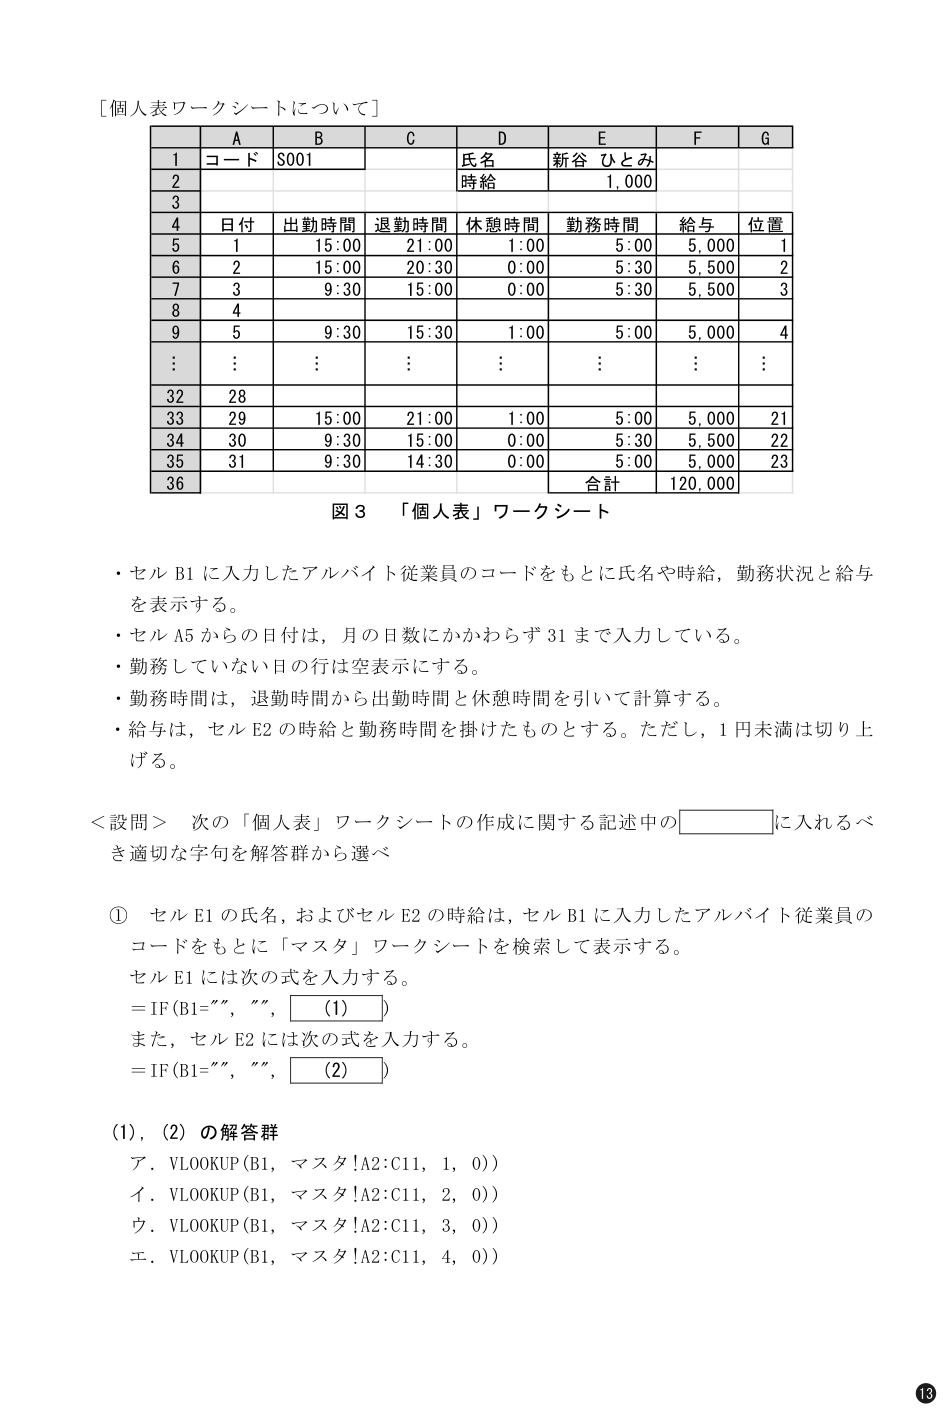 ［個人表ワークシートについて］
A B C D E F G
1 コード S001 氏名 新谷 ひとみ
2 時給 1,000
3
4 日付 出勤時間 退勤時間 休憩時間 勤務時間 給与 位置
5 1 15:00 21:00 1:00 5:00 5,000 1
6 2 15:00 20:30 0:00 5:30 5,500 2
7 3 9:30 15:00 0:00 5:30 5,500 3
8 4
9 5 9:30 15:30 1:00 5:00 5,000 4
⋮ ⋮ ⋮ ⋮ ⋮ ⋮ ⋮ ⋮
32 28
33 29 15:00 21:00 1:00 5:00 5,000 21
34 30 9:30 15:00 0:00 5:30 5,500 22
35 31 9:30 14:30 0:00 5:00 5,000 23
36 合計 120,000
図３　「個人表」ワークシート
・セル B1 に入力したアルバイト従業員のコードをもとに氏名や時給，勤務状況と給与
を表示する。
・セル A5 からの日付は，月の日数にかかわらず 31 まで入力している。
・勤務していない日の行は空表示にする。
・勤務時間は，退勤時間から出勤時間と休憩時間を引いて計算する。
・給与は，セル E2 の時給と勤務時間を掛けたものとする。ただし，1 円未満は切り上
げる。
＜設問＞　次の「個人表」ワークシートの作成に関する記述中の に入れるべ
き適切な字句を解答群から選べ
①　セル E1 の氏名，およびセル E2 の時給は，セル B1 に入力したアルバイト従業員の
コードをもとに「マスタ」ワークシートを検索して表示する。
セル E1 には次の式を入力する。
＝IF(B1="", "", (1) )
また，セル E2 には次の式を入力する。
＝IF(B1="", "", (2) )
(1)，(2) の解答群
ア．VLOOKUP(B1, マスタ!A2:C11, 1, 0))
イ．VLOOKUP(B1, マスタ!A2:C11, 2, 0))
ウ．VLOOKUP(B1, マスタ!A2:C11, 3, 0))
エ．VLOOKUP(B1, マスタ!A2:C11, 4, 0))
13